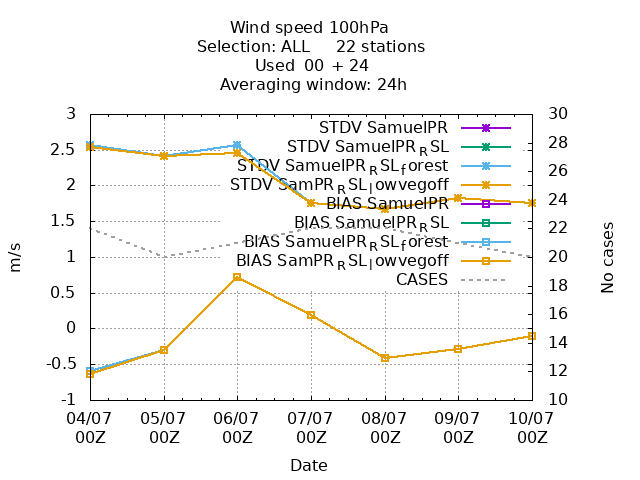 Wind speed 100hPa
Selection: ALL 22 stations
Used 00 + 24
Averaging window: 24h
3
2.5
2
1.5
1
0.5
0
-0.5
-1
m/s
30
28
26
24
22
20
18
16
14
12
10
No cases
STDV SamuelPR
STDV SamuelPR_RSL
STDV SamuelPR_RSL_forest
STDV SamPR_RSL_lowvegoff
BIAS SamuelPR
BIAS SamuelPR_RSL
BIAS SamuelPR_RSL_forest
BIAS SamPR_RSL_lowvegoff
CASES
04/07 05/07 06/07 07/07 08/07 09/07 10/07
00Z 00Z 00Z 00Z 00Z 00Z 00Z
Date